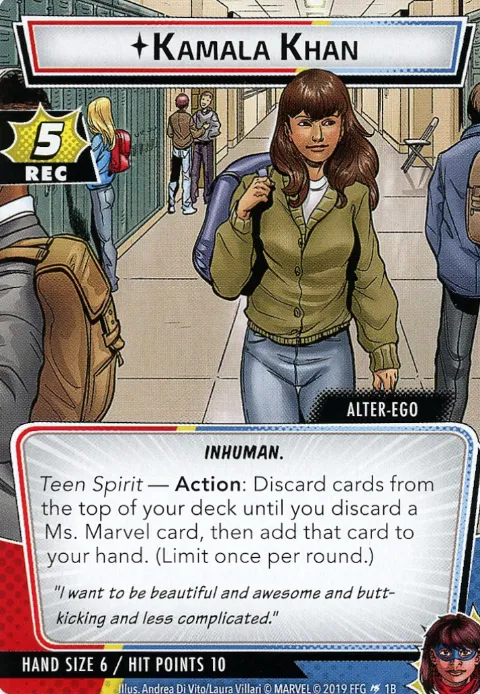 KAMALA KHAN
5
REC
ALTER-EGO
INHUMAN.
Teen Spirit — Action: Discard cards from
the top of your deck until you discard a
Ms. Marvel card, then add that card to
your hand. (Limit once per round.)
"I want to be beautiful and awesome and butt-
kicking and less complicated."
HAND SIZE 6 / HIT POINTS 10
Illus. Andrea Di Vito/Laura Villari © MARVEL © 2019 FFG 1B